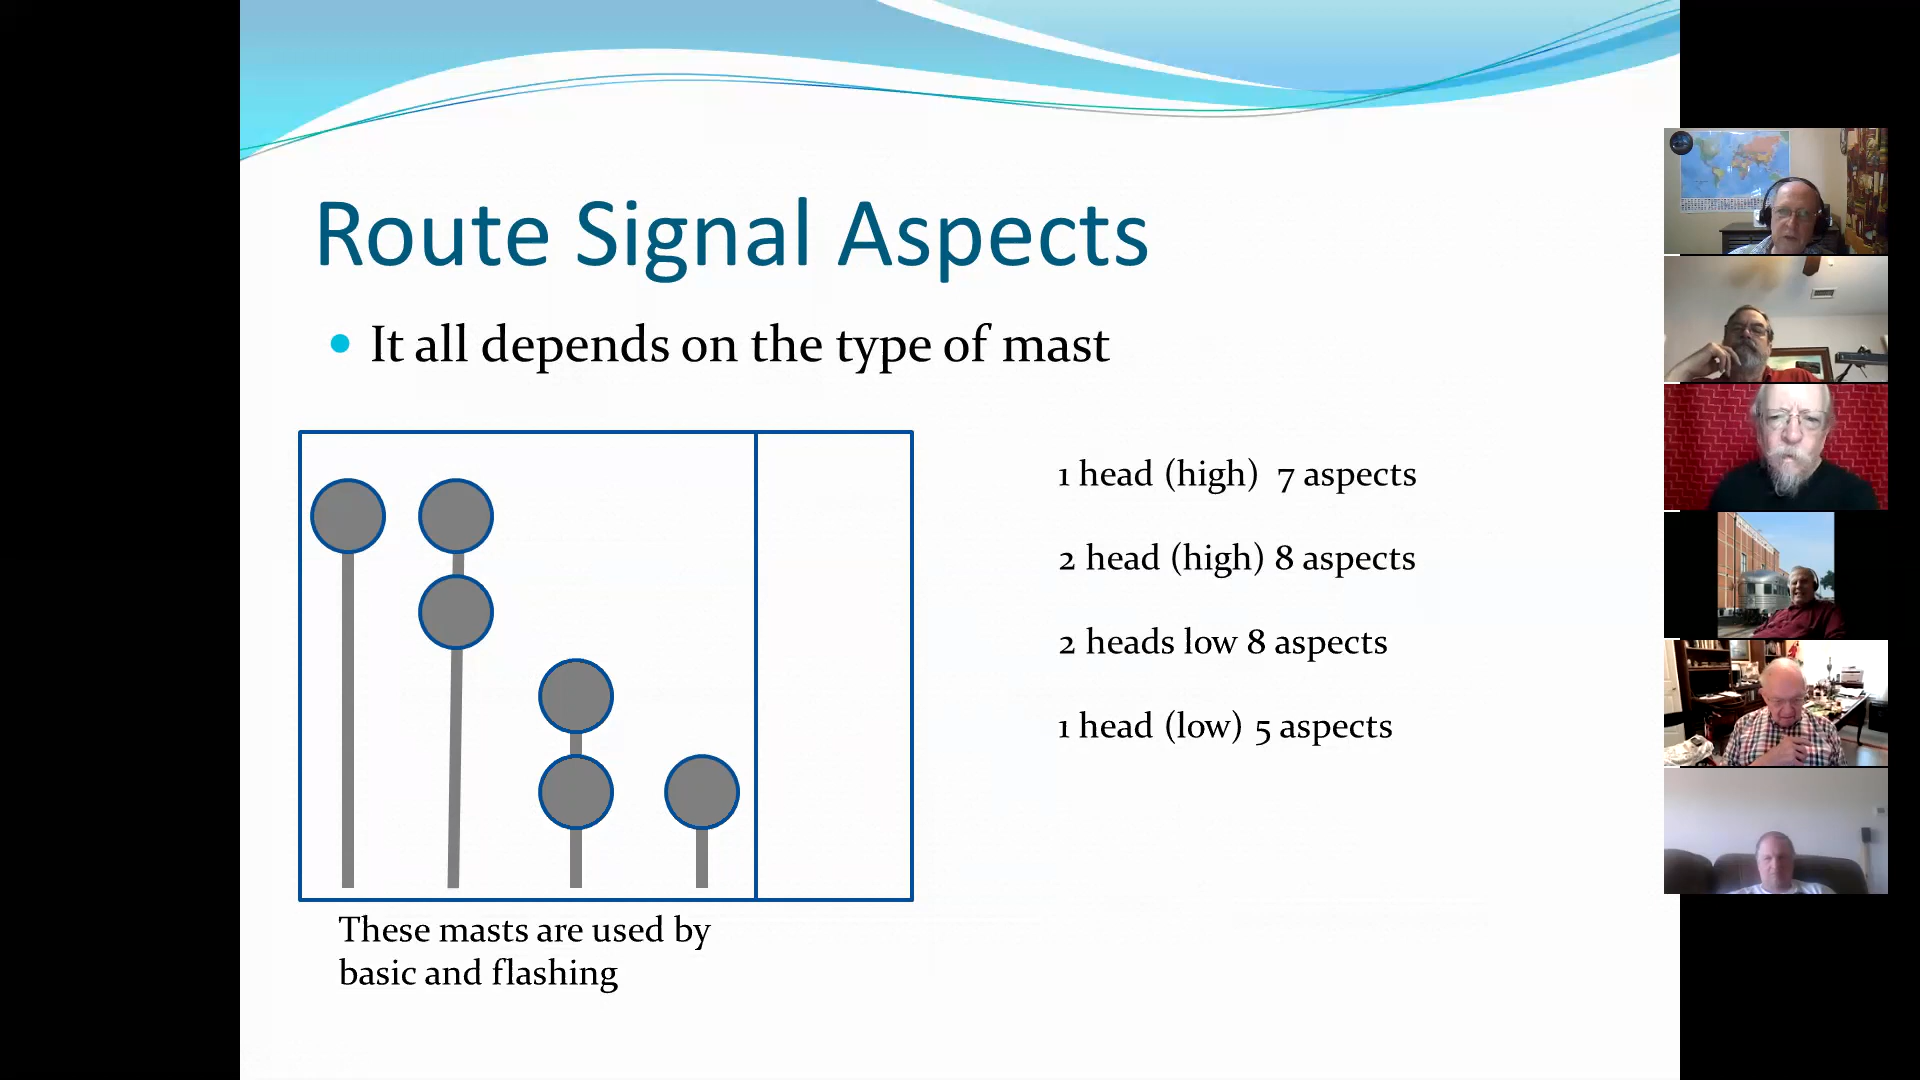 Route Signal Aspects
• It all depends on the type of mast
1 head (high) 7 aspects
2 head (high) 8 aspects
2 heads low 8 aspects
1 head (low) 5 aspects
These masts are used by
basic and flashing